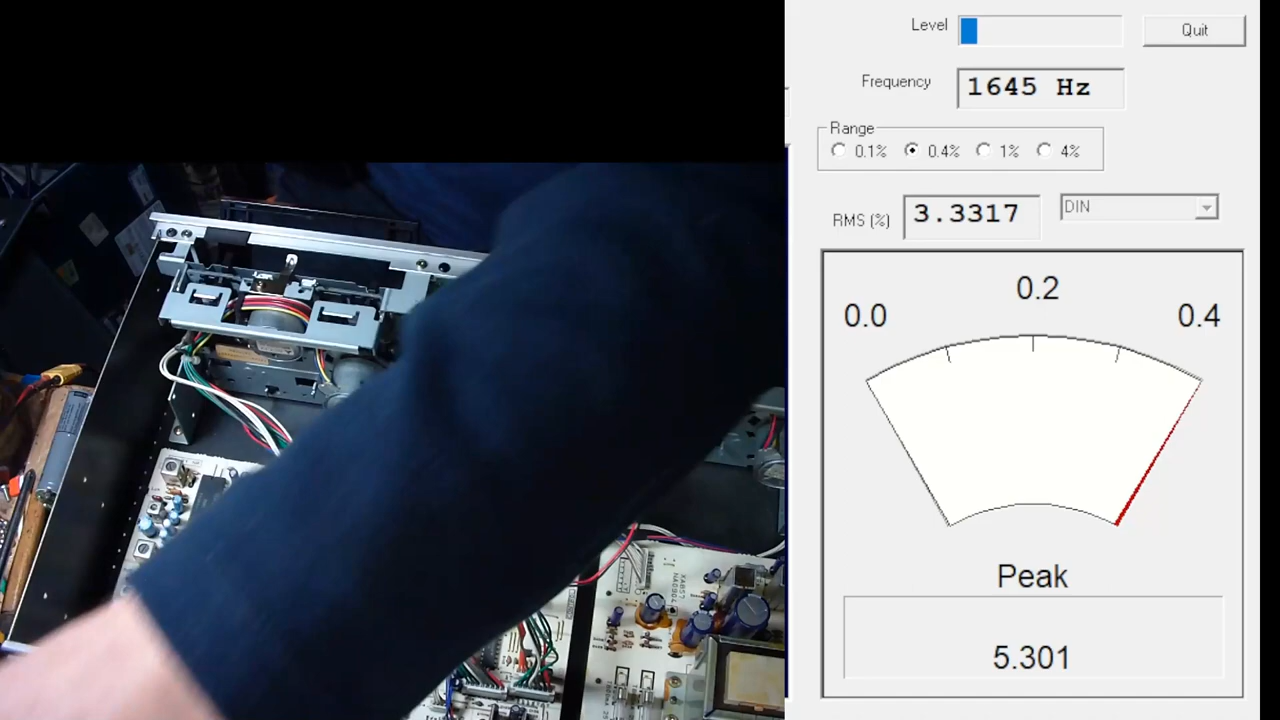 Level
Quit
Frequency
1645 Hz
Range
0.1%
0.4%
1%
4%
RMS (%)
3.3317
DIN
0.0
0.2
0.4
Peak
5.301
XA857